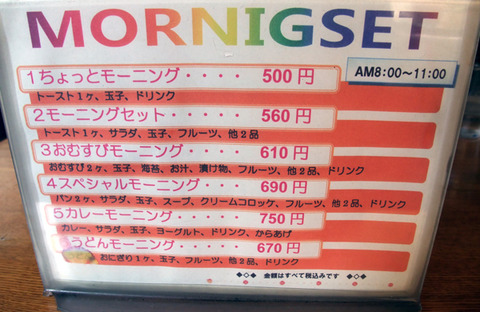 MORNIGSET
AM8:00〜11:00
1ちょっとモーニング・・・・ 500円
トースト1ヶ、玉子、ドリンク
2モーニングセット・・・・ 560円
トースト1ヶ、サラダ、玉子、フルーツ、他2品
3おむすびモーニング・・・ 610円
おむすび2ヶ、玉子、海苔、お汁、漬け物、フルーツ、他2品、ドリンク
4スペシャルモーニング・・・ 690円
パン2ヶ、サラダ、玉子、スープ、クリームコロッケ、フルーツ、他2品、ドリンク
5カレーモーニング・・・・ 750円
カレー、サラダ、玉子、ヨーグルト、ドリンク、からあげ
うどんモーニング・・・・ 670円
おにぎり1ヶ、玉子、フルーツ、他2品、ドリンク
◆◇◆ 金額はすべて税込みです ◆◇◆